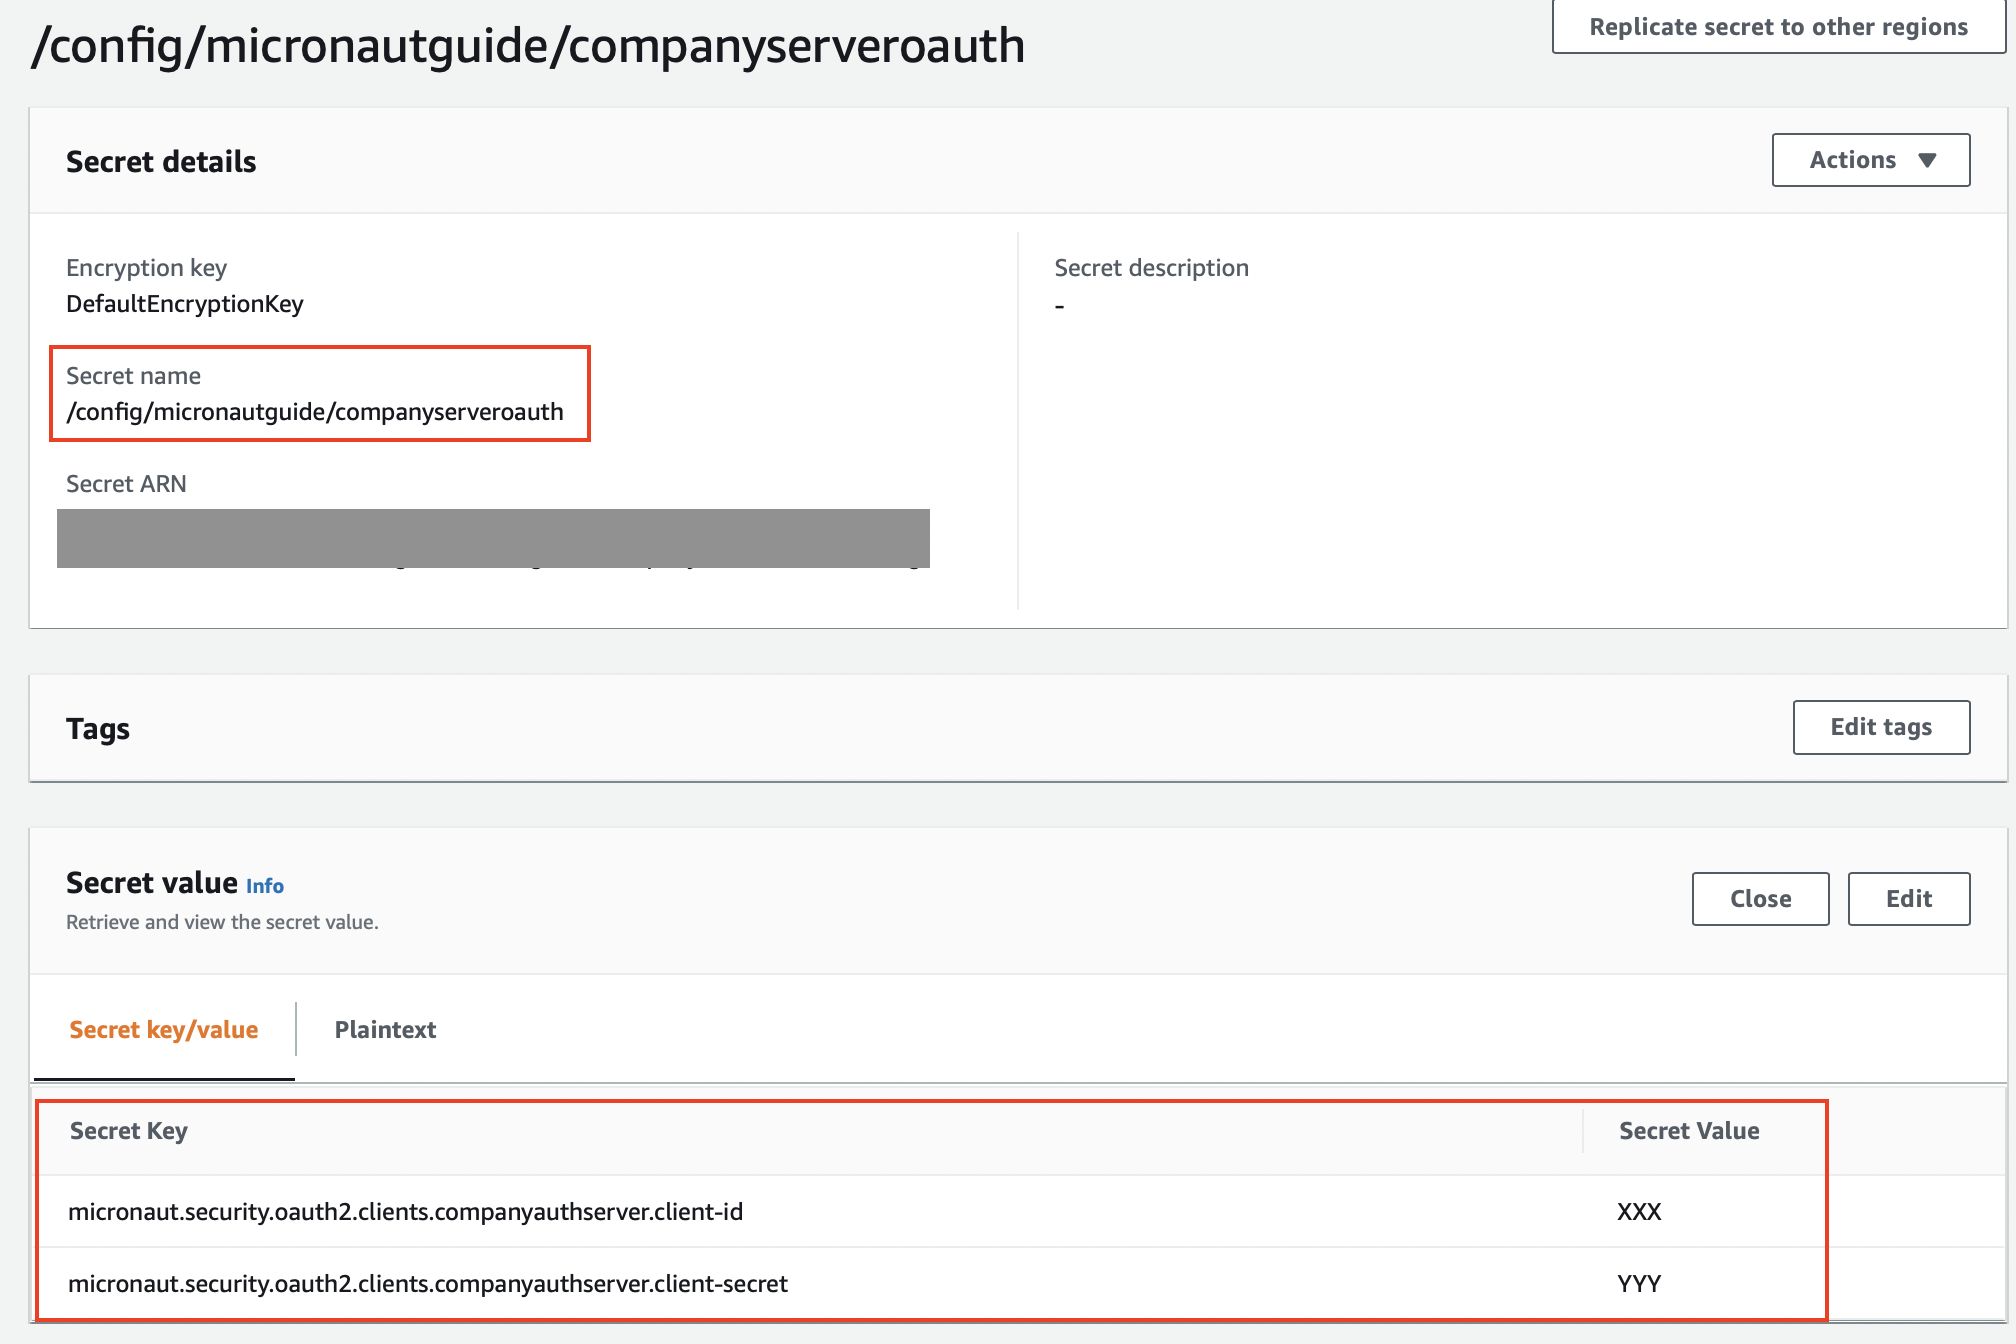 /config/micronautguide/companyserveroauth
Replicate secret to other regions
Secret details
Actions
Encryption key
DefaultEncryptionKey
Secret description
-
Secret name
/config/micronautguide/companyserveroauth
Secret ARN
Tags
Edit tags
Secret value Info
Retrieve and view the secret value.
Close
Edit
Secret key/value
Plaintext
Secret Key
Secret Value
micronaut.security.oauth2.clients.companyauthserver.client-id
XXX
micronaut.security.oauth2.clients.companyauthserver.client-secret
YYY